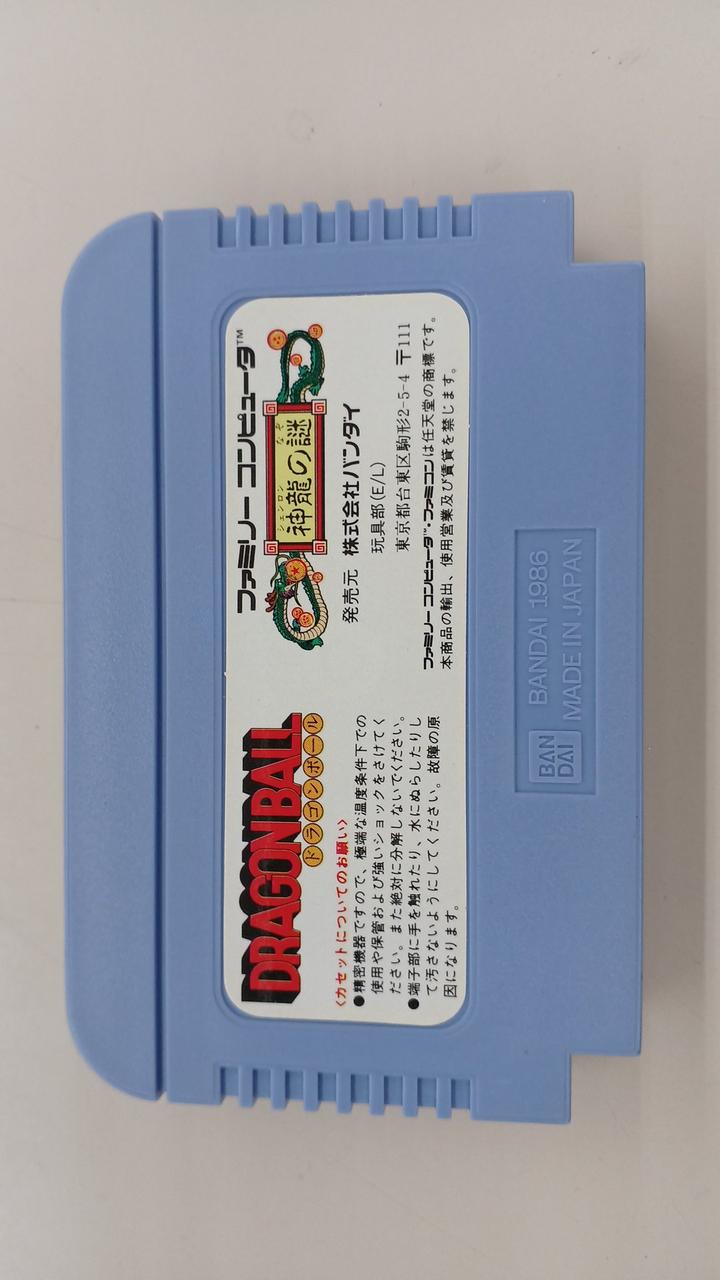 DRAGONBALL
ドラゴンボール
〈カセットについてのお願い〉
●精密機器ですので、極端な温度条件下での
使用や保管および強いショックをさけてく
ださい。また絶対に分解しないでください。
●端子部に手を触れたり、水にぬらしたりし
て汚さないようにしてください。故障の原
因になります。
ファミリー コンピュータ™
シェンロン なぞ
神龍の謎
発売元 株式会社バンダイ
玩具部(E/L)
東京都台東区駒形2-5-4 〒111
ファミリー コンピュータ™・ファミコンは任天堂の商標です。
本商品の輸出、使用営業及び賃貸を禁じます。
BAN
DAI
BANDAI 1986
MADE IN JAPAN